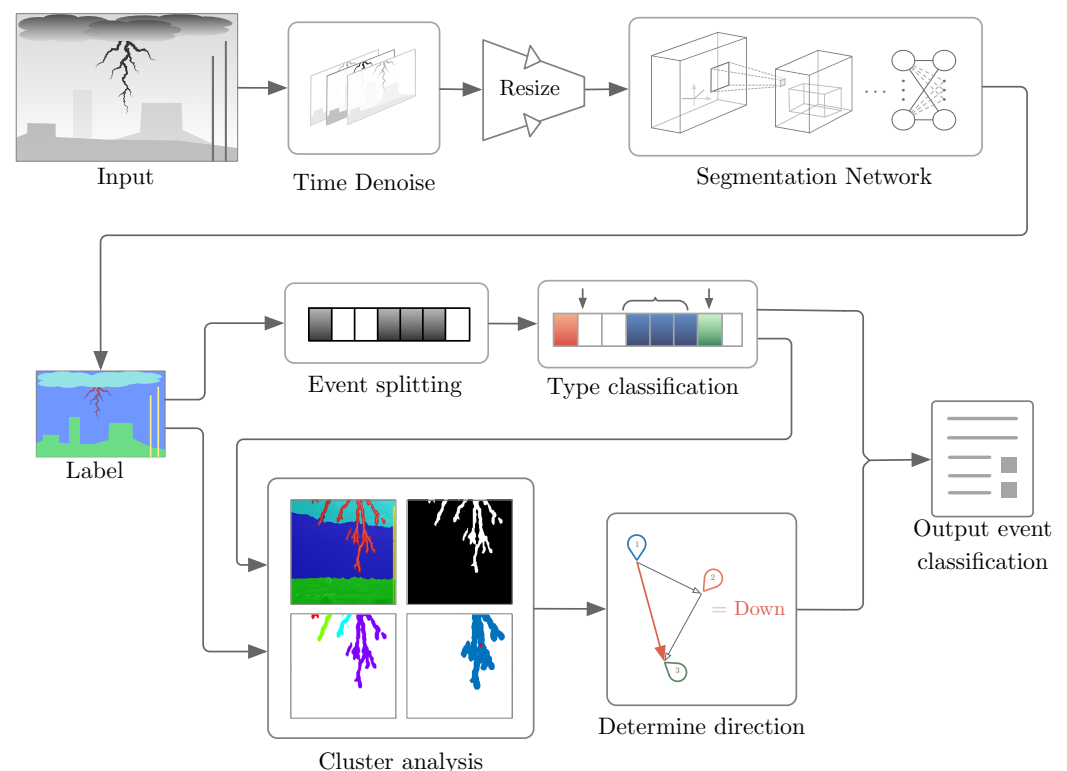 Input
Time Denoise
Resize
Segmentation Network
Label
Event splitting
Type classification
Cluster analysis
1
2
= Down
3
Determine direction
Output event
classification